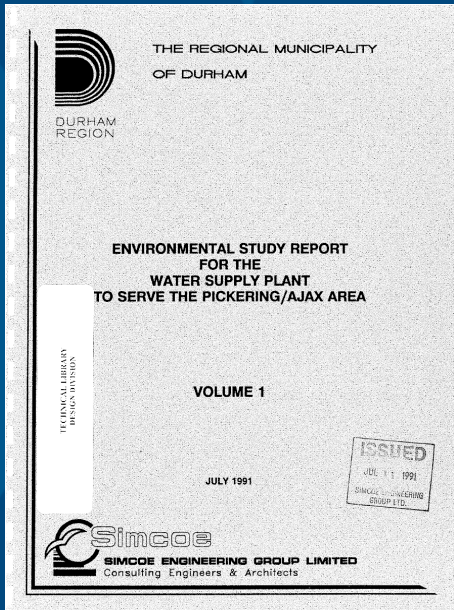 THE REGIONAL MUNICIPALITY
OF DURHAM
DURHAM
REGION
ENVIRONMENTAL STUDY REPORT
FOR THE
WATER SUPPLY PLANT
TO SERVE THE PICKERING/AJAX AREA
TECHNICAL LIBRARY
DESIGN DIVISION
VOLUME 1
ISSUED
JUL 11 1991
SIMCOE ENGINEERING
GROUP LTD.
JULY 1991
Simcoe
SIMCOE ENGINEERING GROUP LIMITED
Consulting Engineers & Architects